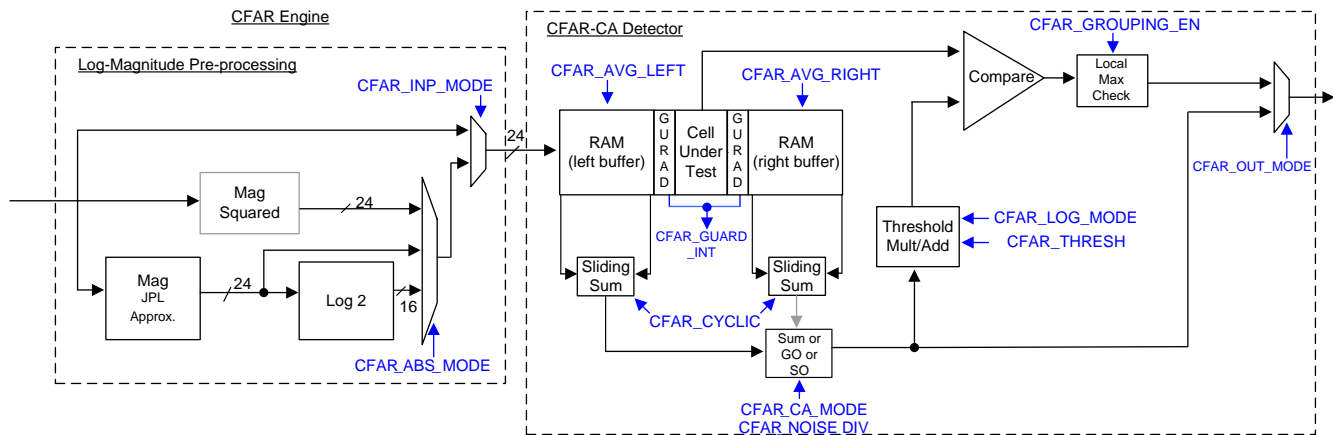 CFAR Engine
Log-Magnitude Pre-processing
CFAR_INP_MODE
24
Mag
Squared
24
Mag
JPL
Approx.
24
Log 2
16
CFAR_ABS_MODE
CFAR-CA Detector
CFAR_AVG_LEFT
CFAR_AVG_RIGHT
RAM
(left buffer)
GURAD
Cell
Under
Test
GURAD
RAM
(right buffer)
CFAR_GUARD
_INT
Sliding
Sum
Sliding
Sum
CFAR_CYCLIC
Sum or
GO or
SO
CFAR_CA_MODE
CFAR_NOISE_DIV
Compare
CFAR_GROUPING_EN
Local
Max
Check
CFAR_OUT_MODE
Threshold
Mult/Add
CFAR_LOG_MODE
CFAR_THRESH